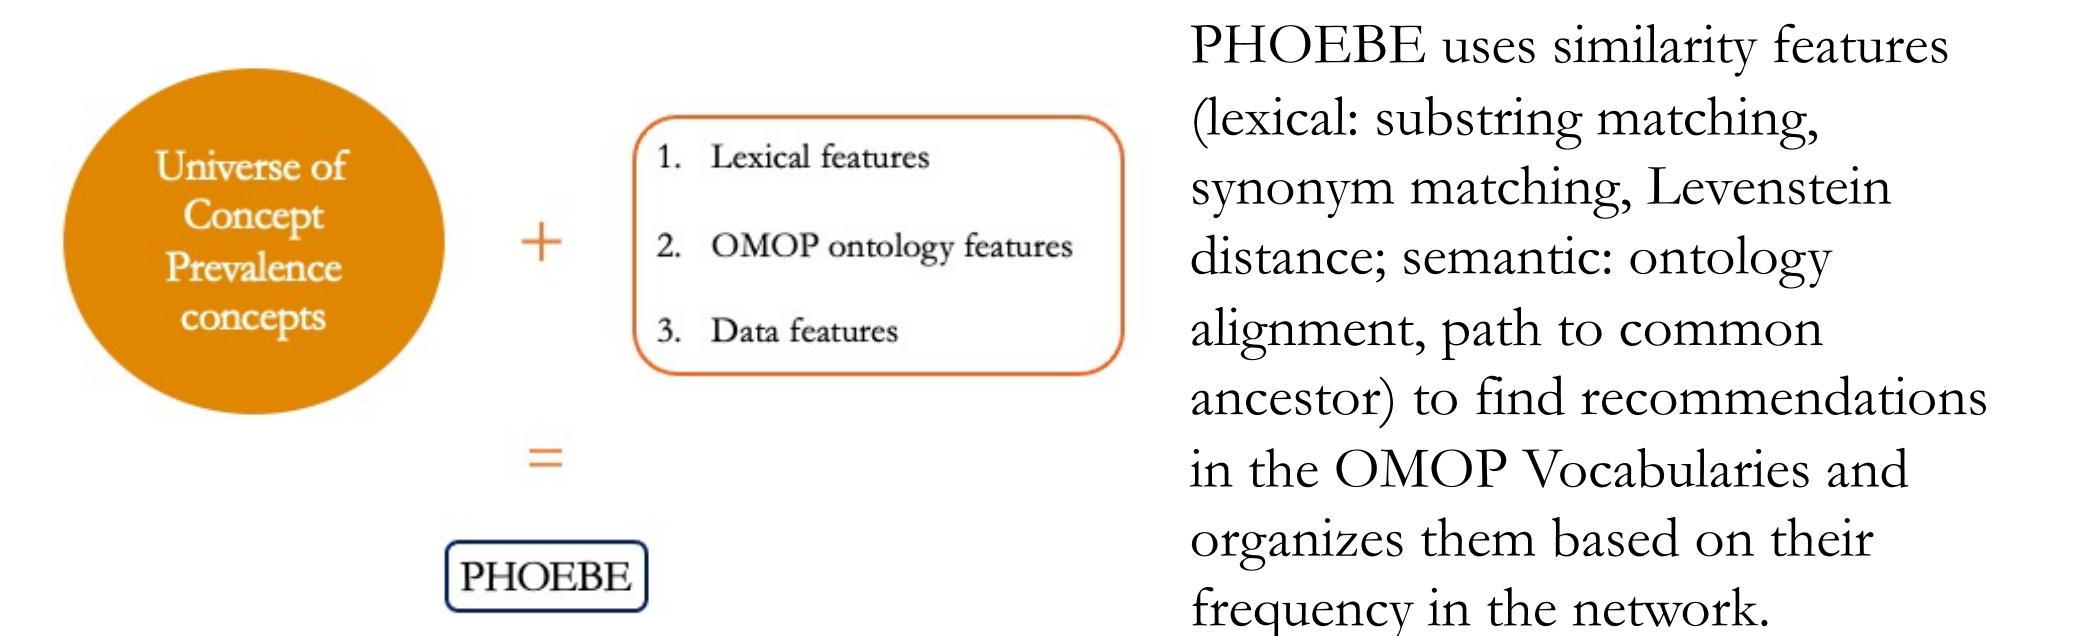 Universe of
Concept
Prevalence
concepts
+
1. Lexical features
2. OMOP ontology features
3. Data features
=
PHOEBE
PHOEBE uses similarity features
(lexical: substring matching,
synonym matching, Levenstein
distance; semantic: ontology
alignment, path to common
ancestor) to find recommendations
in the OMOP Vocabularies and
organizes them based on their
frequency in the network.